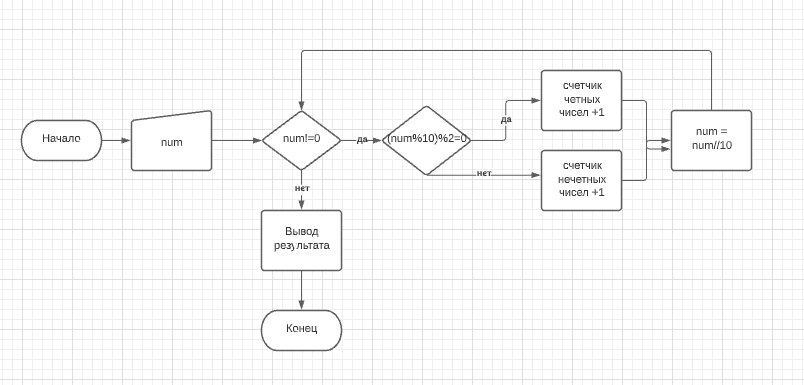 Начало
num
num!=0
да
(num%10)%2=0
да
счетчик
четных
чисел +1
нет
счетчик
нечетных
чисел +1
num =
num//10
нет
Вывод
результата
Конец